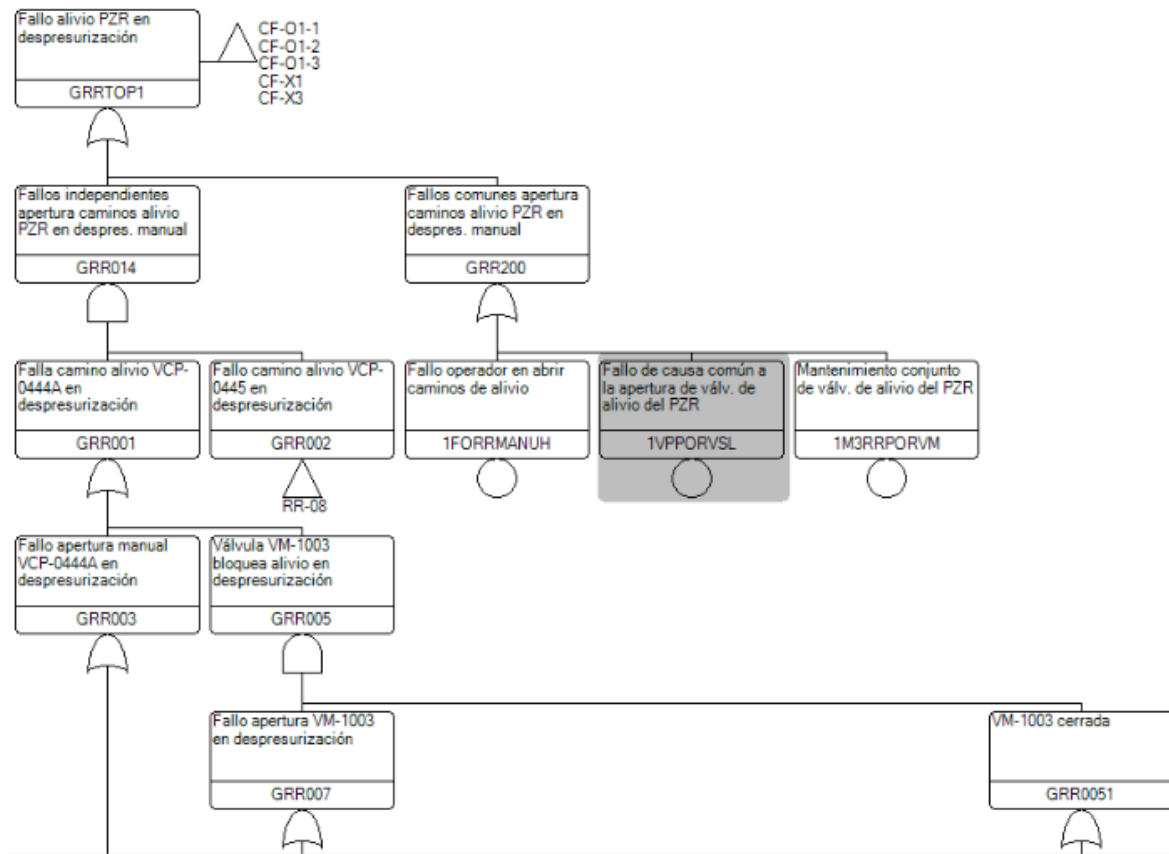 Fallo alivio PZR en
despresurización
GRRTOP1
CF-O1-1
CF-O1-2
CF-O1-3
CF-X1
CF-X3
Fallos independientes
apertura caminos alivio
PZR en despres. manual
GRR014
Fallos comunes apertura
caminos alivio PZR en
despres. manual
GRR200
Falla camino alivio VCP-
0444A en
despresurización
GRR001
Fallo camino alivio VCP-
0445 en
despresurización
GRR002
RR-08
Fallo operador en abrir
caminos de alivio
1FORRMANUH
Fallo de causa común a
la apertura de válv. de
alivio del PZR
1VPPORVSL
Mantenimiento conjunto
de válv. de alivio del PZR
1M3RRPORVM
Fallo apertura manual
VCP-0444A en
despresurización
GRR003
Válvula VM-1003
bloquea alivio en
despresurización
GRR005
Fallo apertura VM-1003
en despresurización
GRR007
VM-1003 cerrada
GRR0051